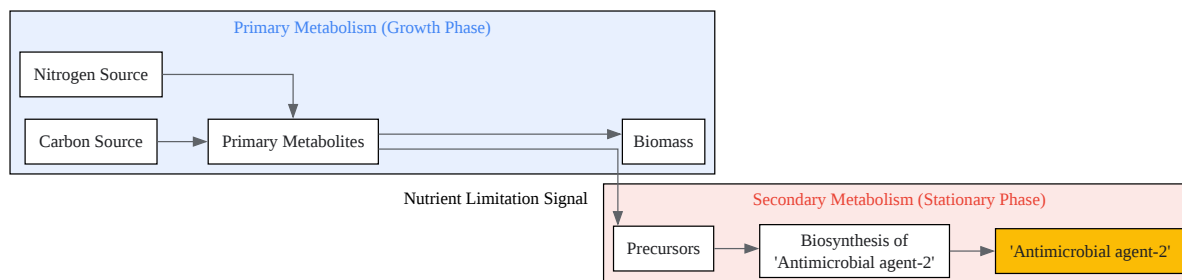 Primary Metabolism (Growth Phase)
Nitrogen Source
Carbon Source
Primary Metabolites
Biomass
Nutrient Limitation Signal
Secondary Metabolism (Stationary Phase)
Precursors
Biosynthesis of
'Antimicrobial agent-2'
'Antimicrobial agent-2'